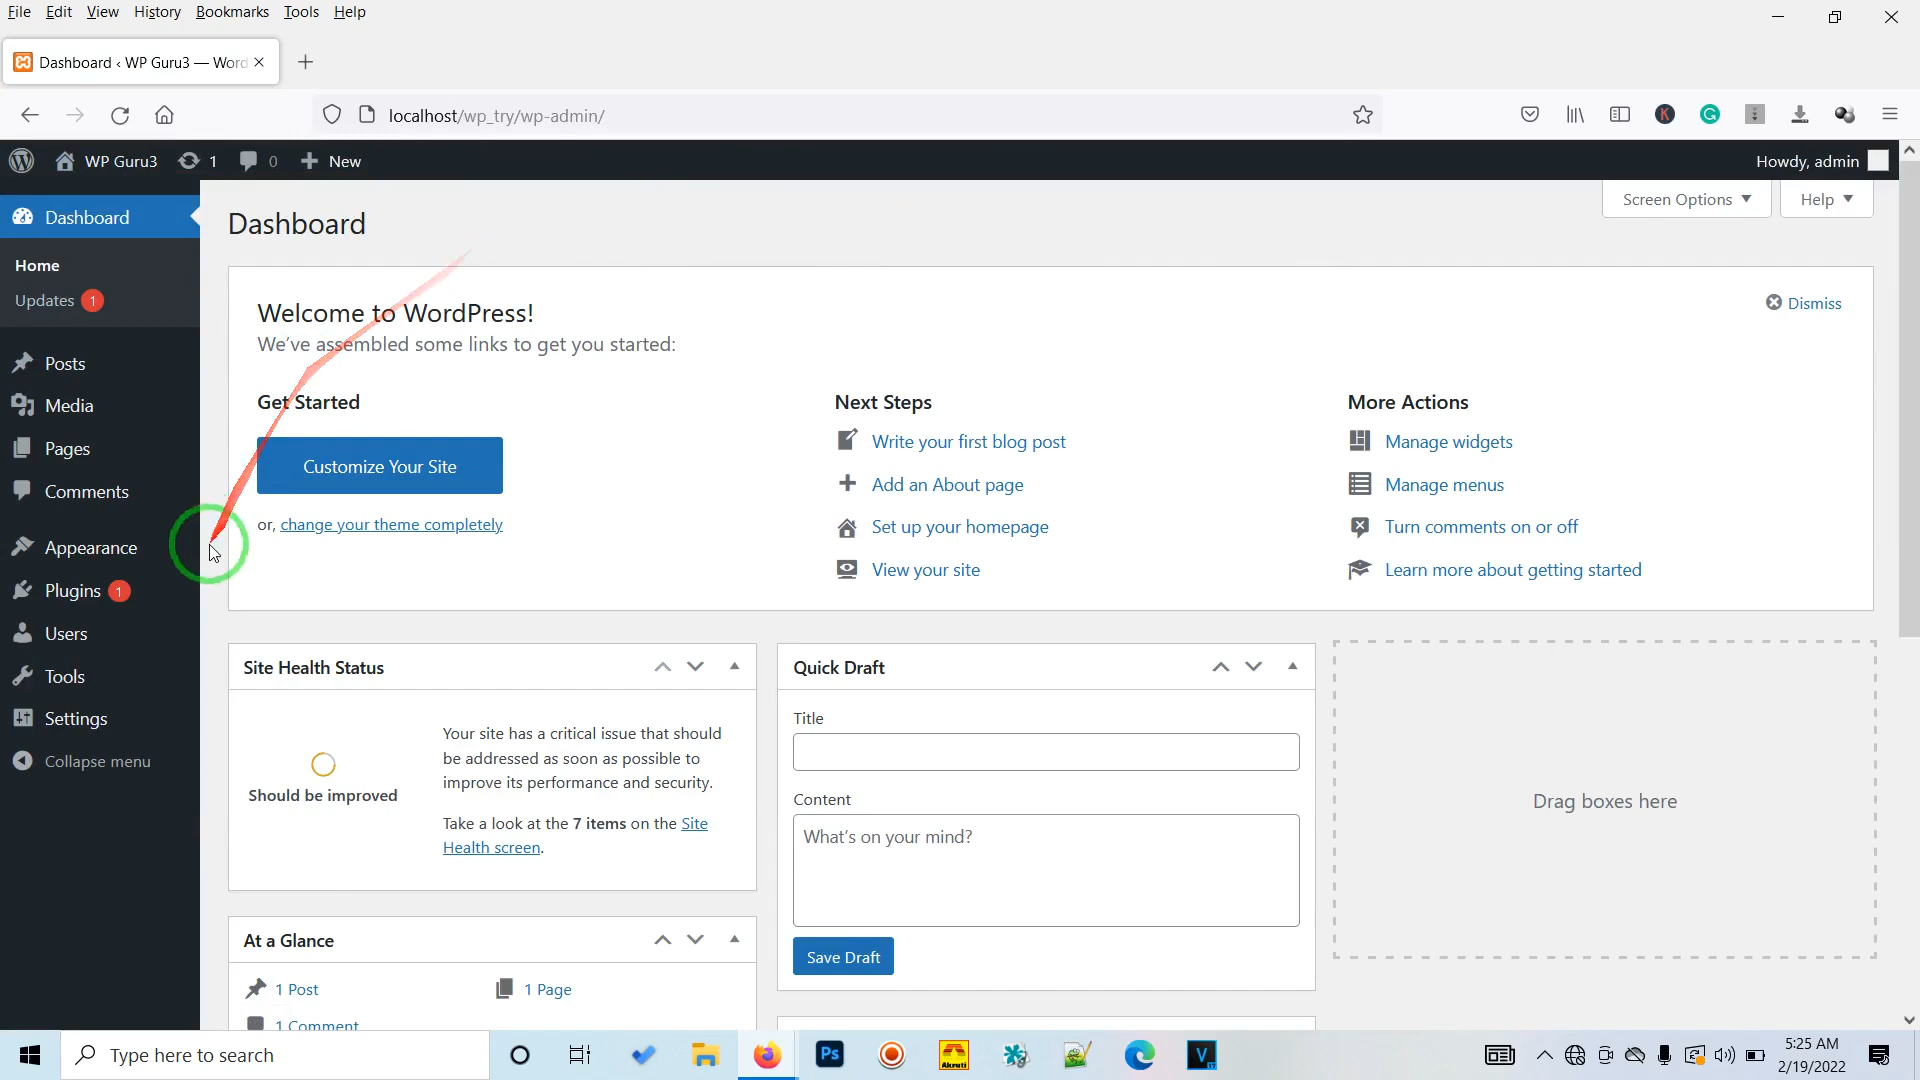 File Edit View History Bookmarks Tools Help
Dashboard ‹ WP Guru3 — Word
localhost/wp_try/wp-admin/
WP Guru3 1 0 New
Howdy, admin
Dashboard
Home
Updates 1
Posts
Media
Pages
Comments
Appearance
Plugins 1
Users
Tools
Settings
Collapse menu
Dashboard
Screen Options
Help
Welcome to WordPress!
Dismiss
We've assembled some links to get you started:
Get Started
Customize Your Site
or, change your theme completely
Next Steps
Write your first blog post
Add an About page
Set up your homepage
View your site
More Actions
Manage widgets
Manage menus
Turn comments on or off
Learn more about getting started
Site Health Status
Should be improved
Your site has a critical issue that should
be addressed as soon as possible to
improve its performance and security.
Take a look at the 7 items on the Site
Health screen.
At a Glance
1 Post
1 Page
1 Comment
Quick Draft
Title
Content
What's on your mind?
Save Draft
Drag boxes here
Type here to search
Ps
Akruti
V
17
5:25 AM
2/19/2022